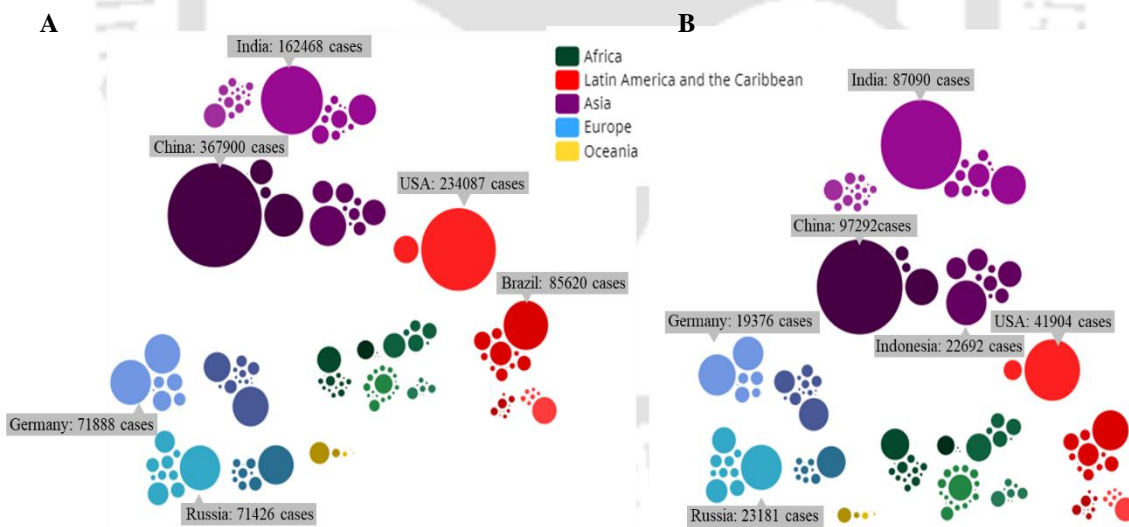 A
B
India: 162468 cases
Africa
Latin America and the Caribbean
Asia
Europe
Oceania
India: 87090 cases
China: 367900 cases
USA: 234087 cases
China: 97292cases
Brazil: 85620 cases
Germany: 19376 cases
USA: 41904 cases
Indonesia: 22692 cases
Germany: 71888 cases
Russia: 71426 cases
Russia: 23181 cases